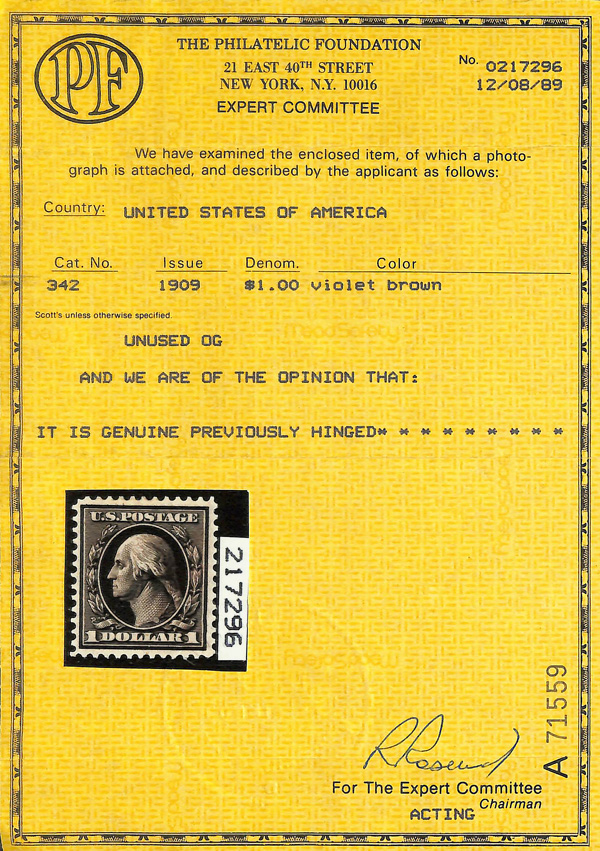 PF
THE PHILATELIC FOUNDATION
21 EAST 40TH STREET
NEW YORK, N.Y. 10016
EXPERT COMMITTEE
No. 0217296
12/08/89
We have examined the enclosed item, of which a photo-
graph is attached, and described by the applicant as follows:
Country: UNITED STATES OF AMERICA
Cat. No. Issue Denom. Color
342 1909 $1.00 violet brown
Scott's unless otherwise specified.
UNUSED OG
AND WE ARE OF THE OPINION THAT:
IT IS GENUINE PREVIOUSLY HINGED* * * * * * * * *
U.S. POSTAGE
1 DOLLAR 1
217296
A 71559
For The Expert Committee
Chairman
ACTING